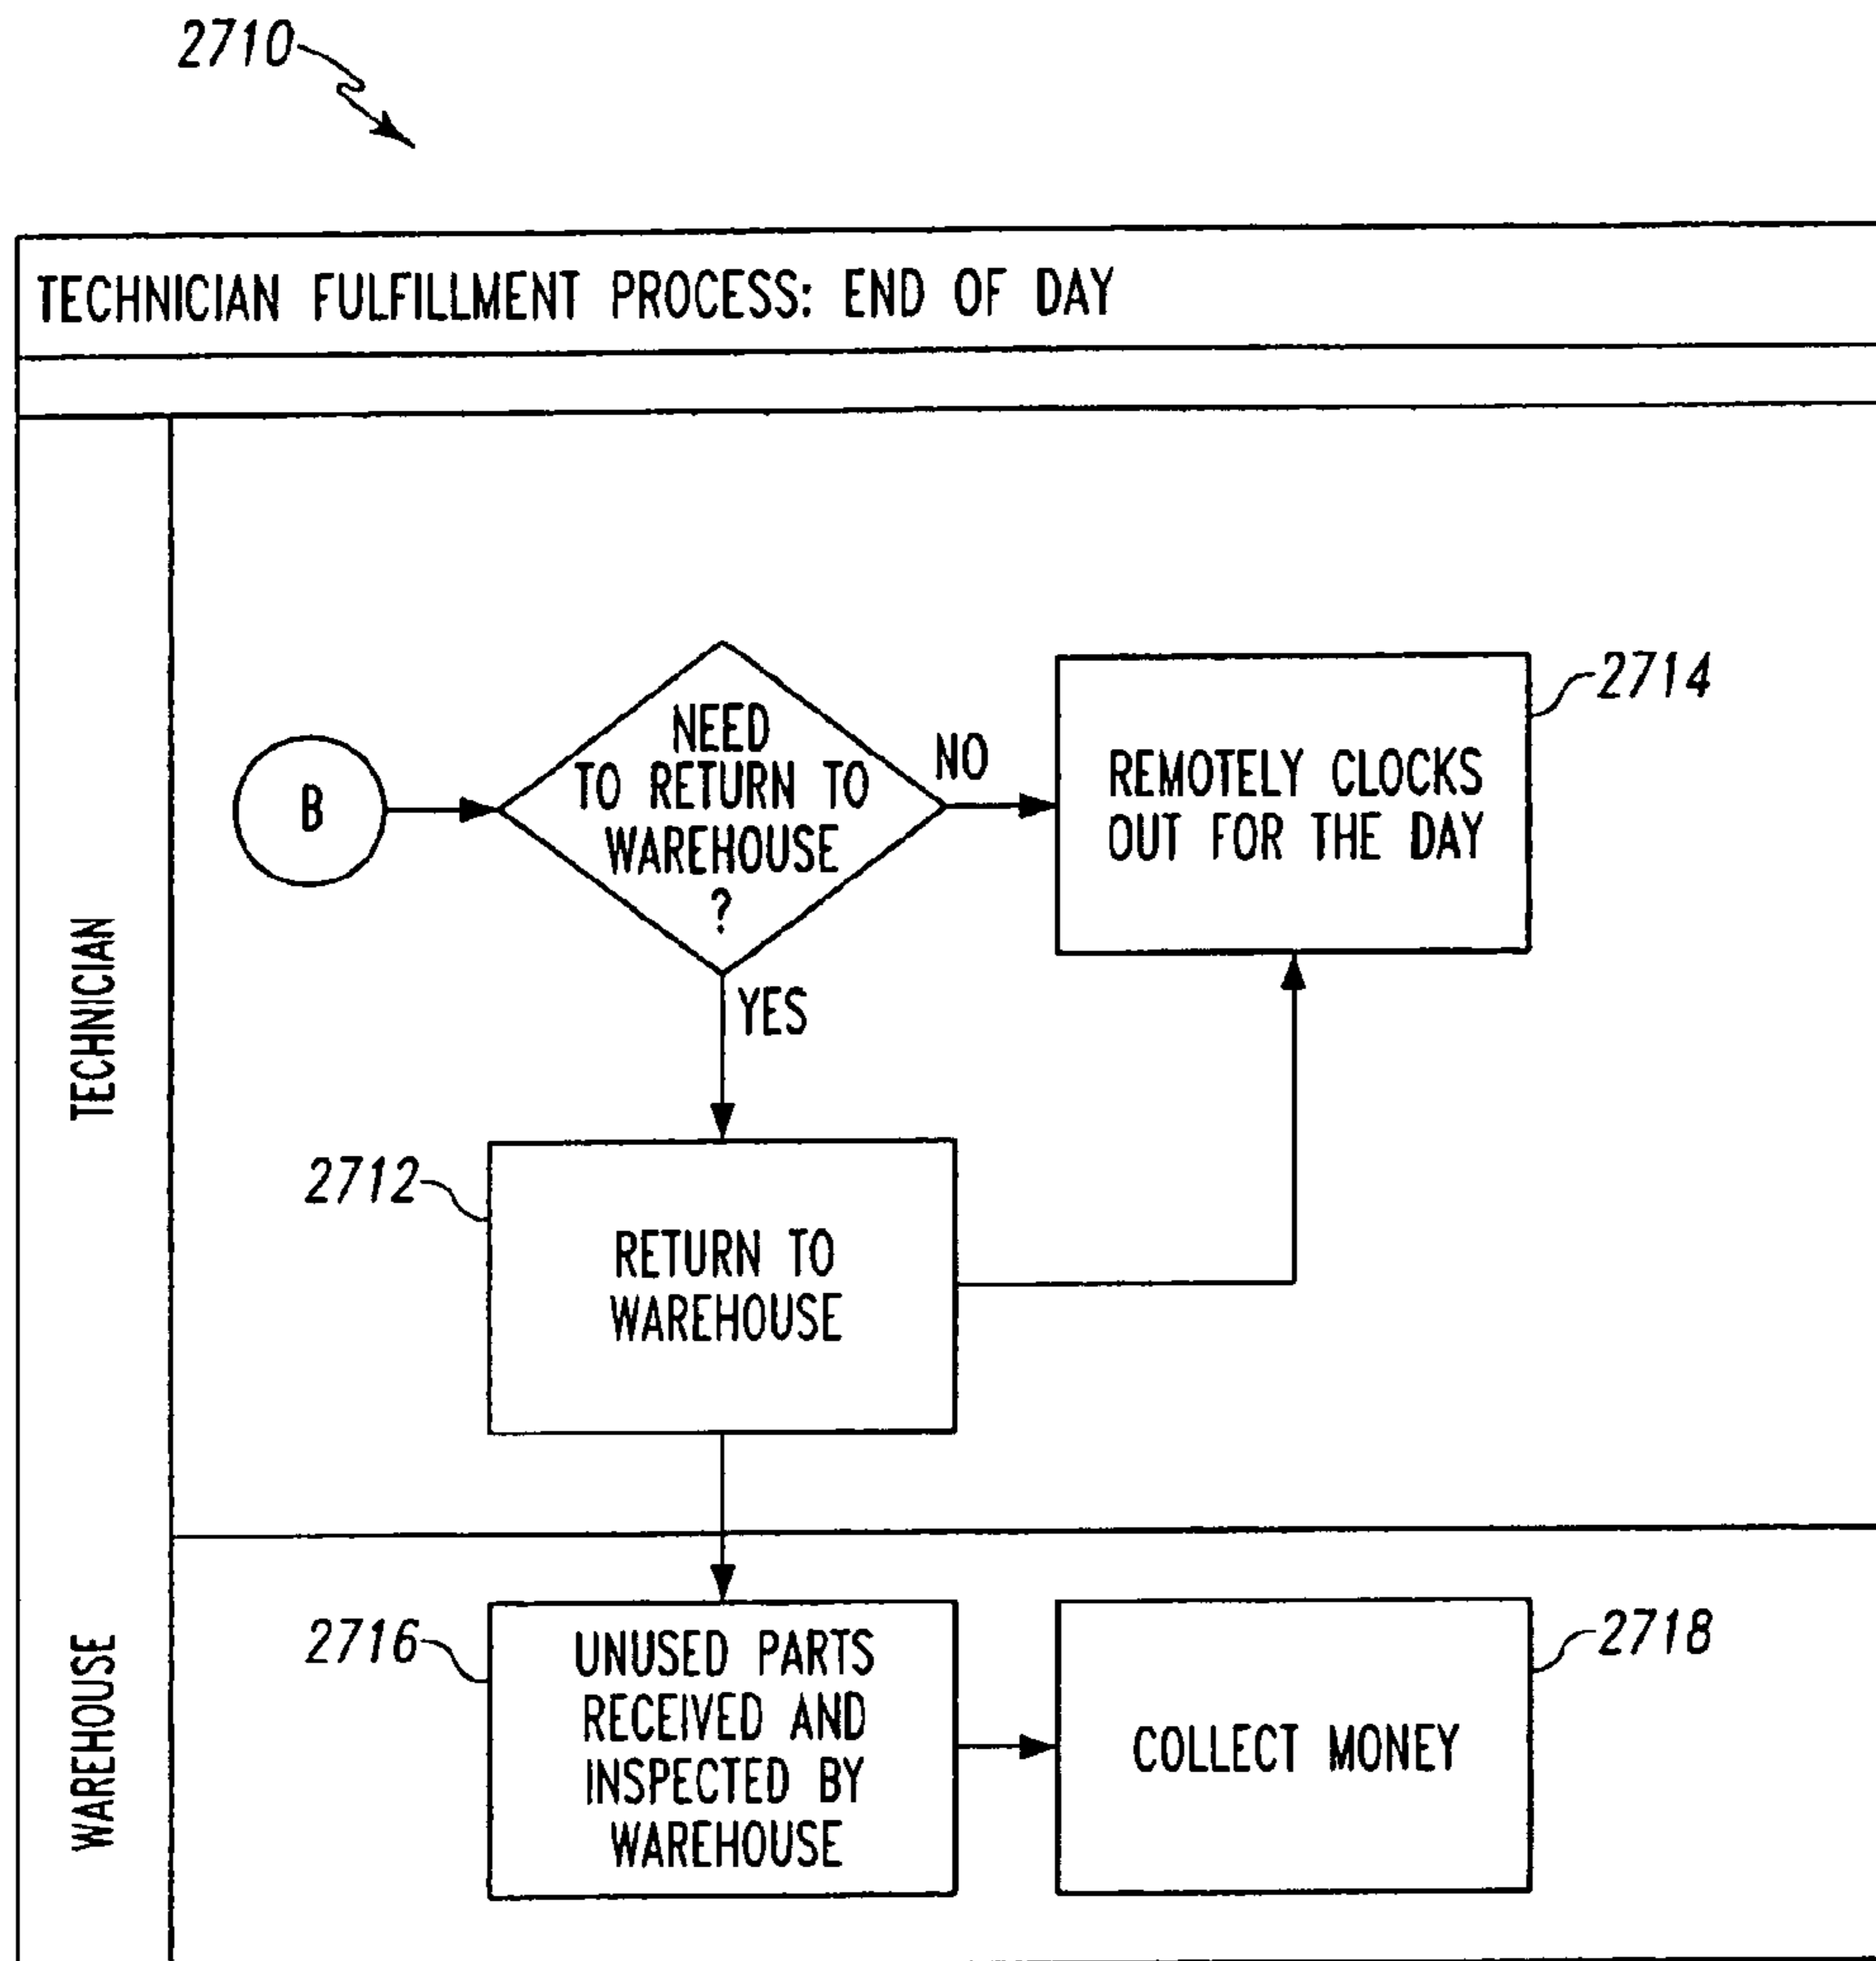 2710
TECHNICIAN FULFILLMENT PROCESS: END OF DAY
TECHNICIAN
B
NEED
TO RETURN TO
WAREHOUSE
?
NO
YES
REMOTELY CLOCKS
OUT FOR THE DAY
2714
2712
RETURN TO
WAREHOUSE
WAREHOUSE
2716
UNUSED PARTS
RECEIVED AND
INSPECTED BY
WAREHOUSE
COLLECT MONEY
2718